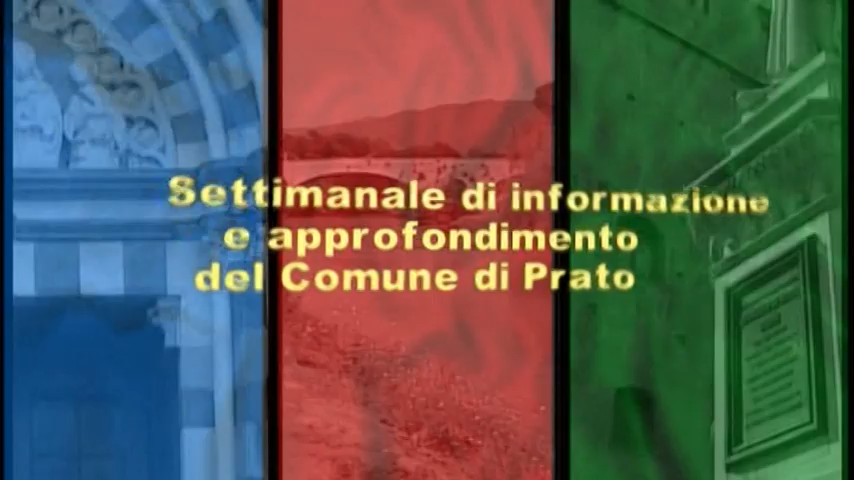 Settimanale di informazione
e approfondimento
del Comune di Prato